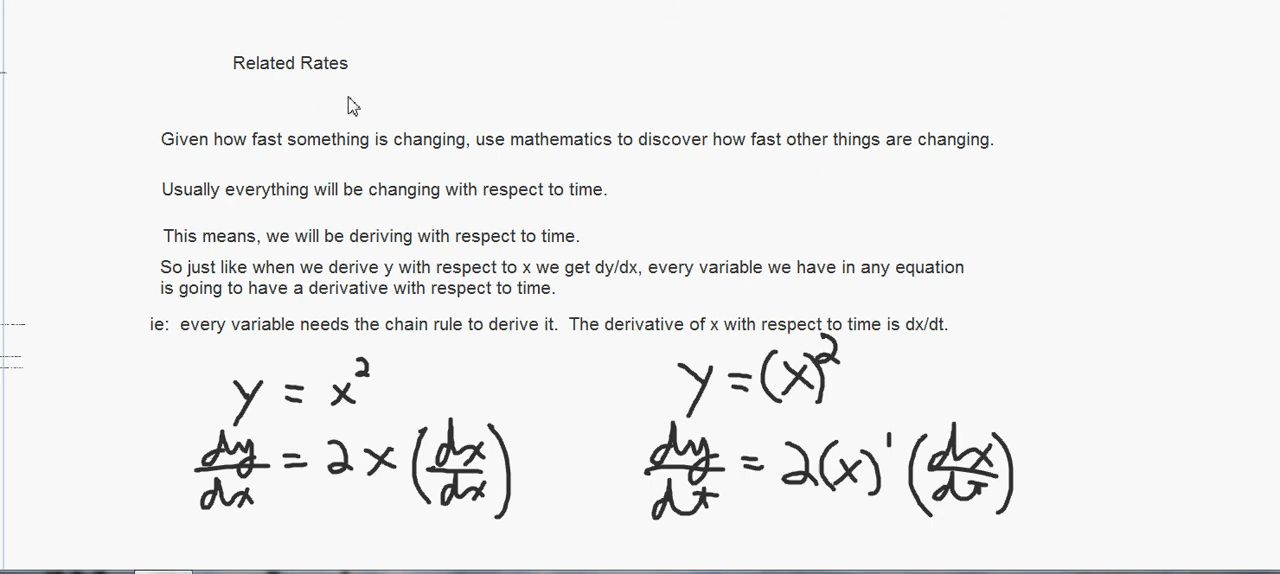 Related Rates
Given how fast something is changing, use mathematics to discover how fast other things are changing.
Usually everything will be changing with respect to time.
This means, we will be deriving with respect to time.
So just like when we derive y with respect to x we get dy/dx, every variable we have in any equation
is going to have a derivative with respect to time.
ie:  every variable needs the chain rule to derive it.  The derivative of x with respect to time is dx/dt.
y = x²
y = (x)²
dy/dx = 2x (dx/dx)
dy/dt = 2(x)' (dx/dt)